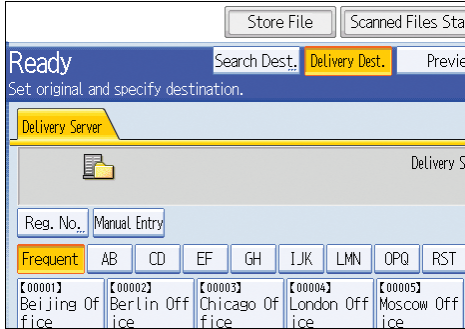 Store File Scanned Files Sta
Ready Search Dest. Delivery Dest. Previe
Set original and specify destination.
Delivery Server
Delivery S
Reg. No. Manual Entry
Frequent AB CD EF GH IJK LMN OPQ RST
【00001】 【00002】 【00003】 【00004】 【00005】
Beijing Of Berlin Off Chicago Of London Off Moscow Off
fice ice fice ice ice